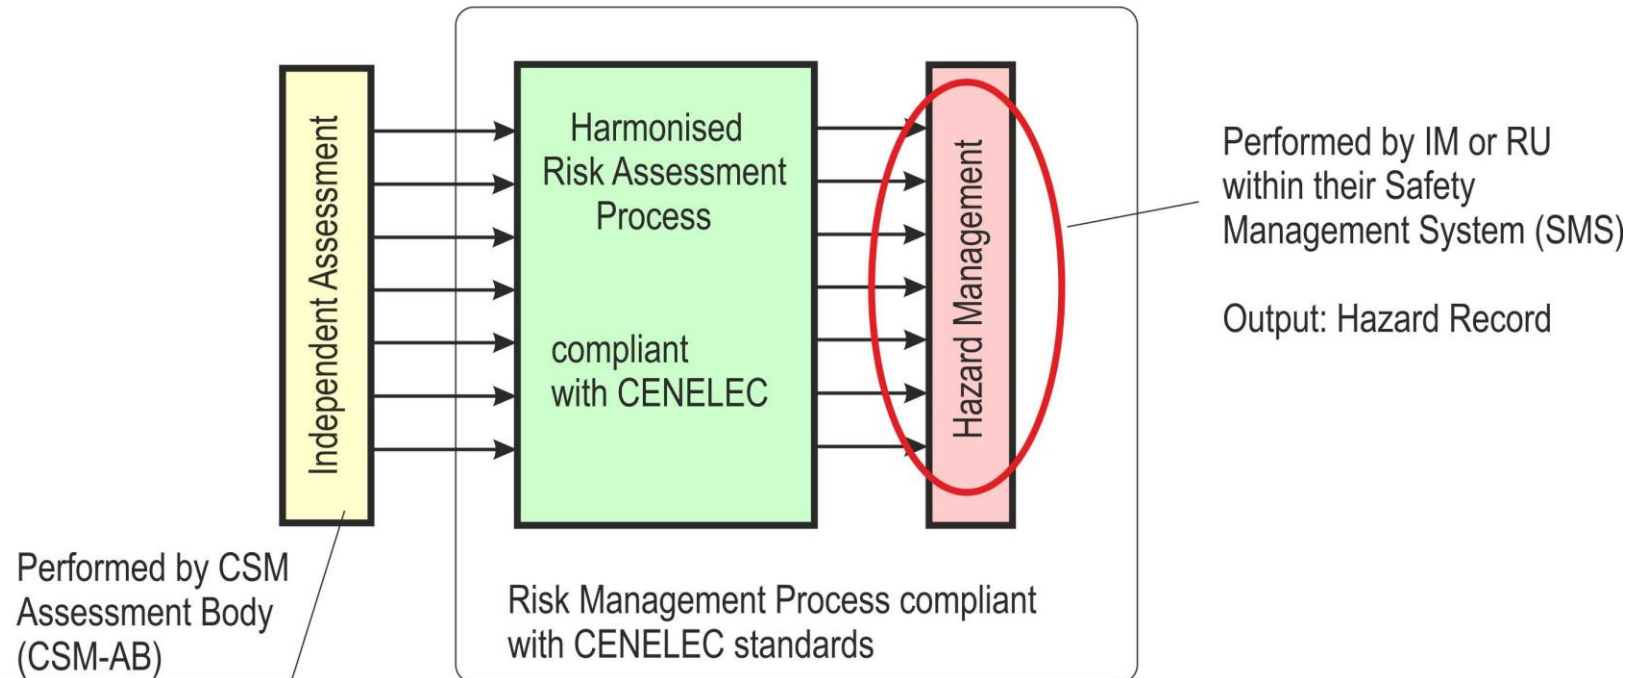 Independent Assessment
Harmonised
Risk Assessment
Process
compliant
with CENELEC
Hazard Management
Performed by IM or RU
within their Safety
Management System (SMS)
Output: Hazard Record
Performed by CSM
Assessment Body
(CSM-AB)
Risk Management Process compliant
with CENELEC standards